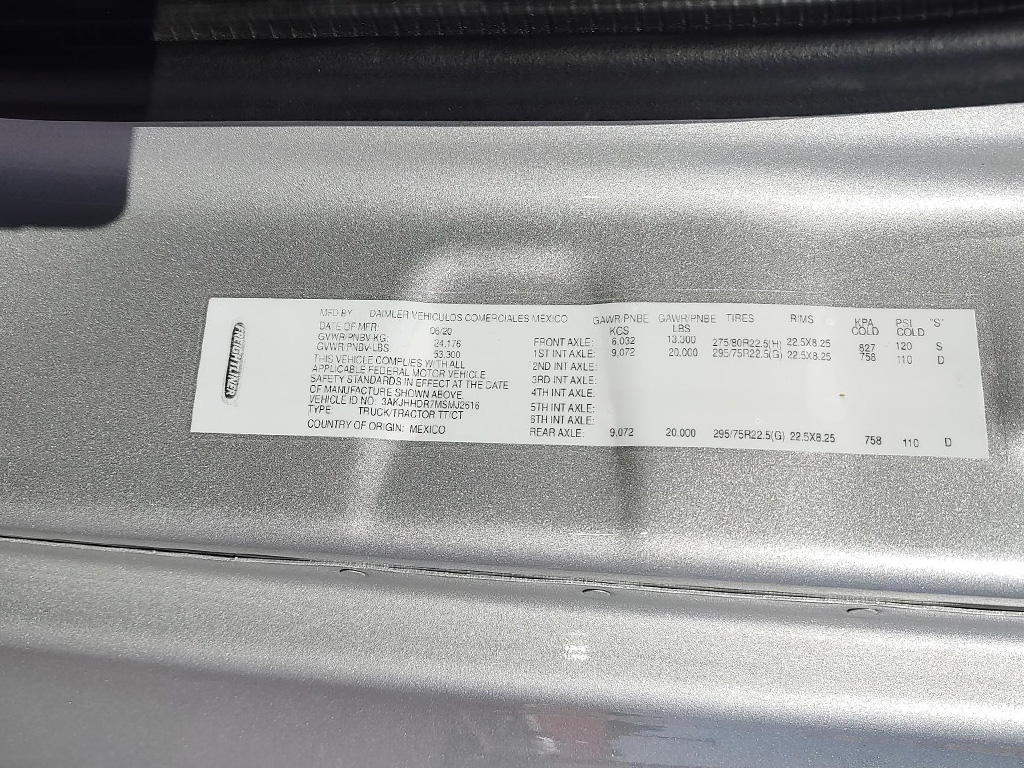 FREIGHTLINER
MFD BY DAIMLER VEHICULOS COMERCIALES MEXICO
DATE OF MFR: 06/20
GVWR/PNBV-KG: 24,176
GVWR/PNBV-LBS 53,300
THIS VEHICLE COMPLIES WITH ALL
APPLICABLE FEDERAL MOTOR VEHICLE
SAFETY STANDARDS IN EFFECT AT THE DATE
OF MANUFACTURE SHOWN ABOVE.
VEHICLE ID NO: 3AKJHHDR7MSMJ2616
TYPE: TRUCK/TRACTOR TT/CT
COUNTRY OF ORIGIN: MEXICO
GAWR/PNBE GAWR/PNBE TIRES RIMS KPA PSI "S"
KGS LBS COLD COLD
FRONT AXLE: 6,032 13,300 275/80R22.5(H) 22.5X8.25 827 120 S
1ST INT AXLE: 9,072 20,000 295/75R22.5(G) 22.5X8.25 758 110 D
2ND INT AXLE:
3RD INT AXLE:
4TH INT AXLE:
5TH INT AXLE:
6TH INT AXLE:
REAR AXLE: 9,072 20,000 295/75R22.5(G) 22.5X8.25 758 110 D